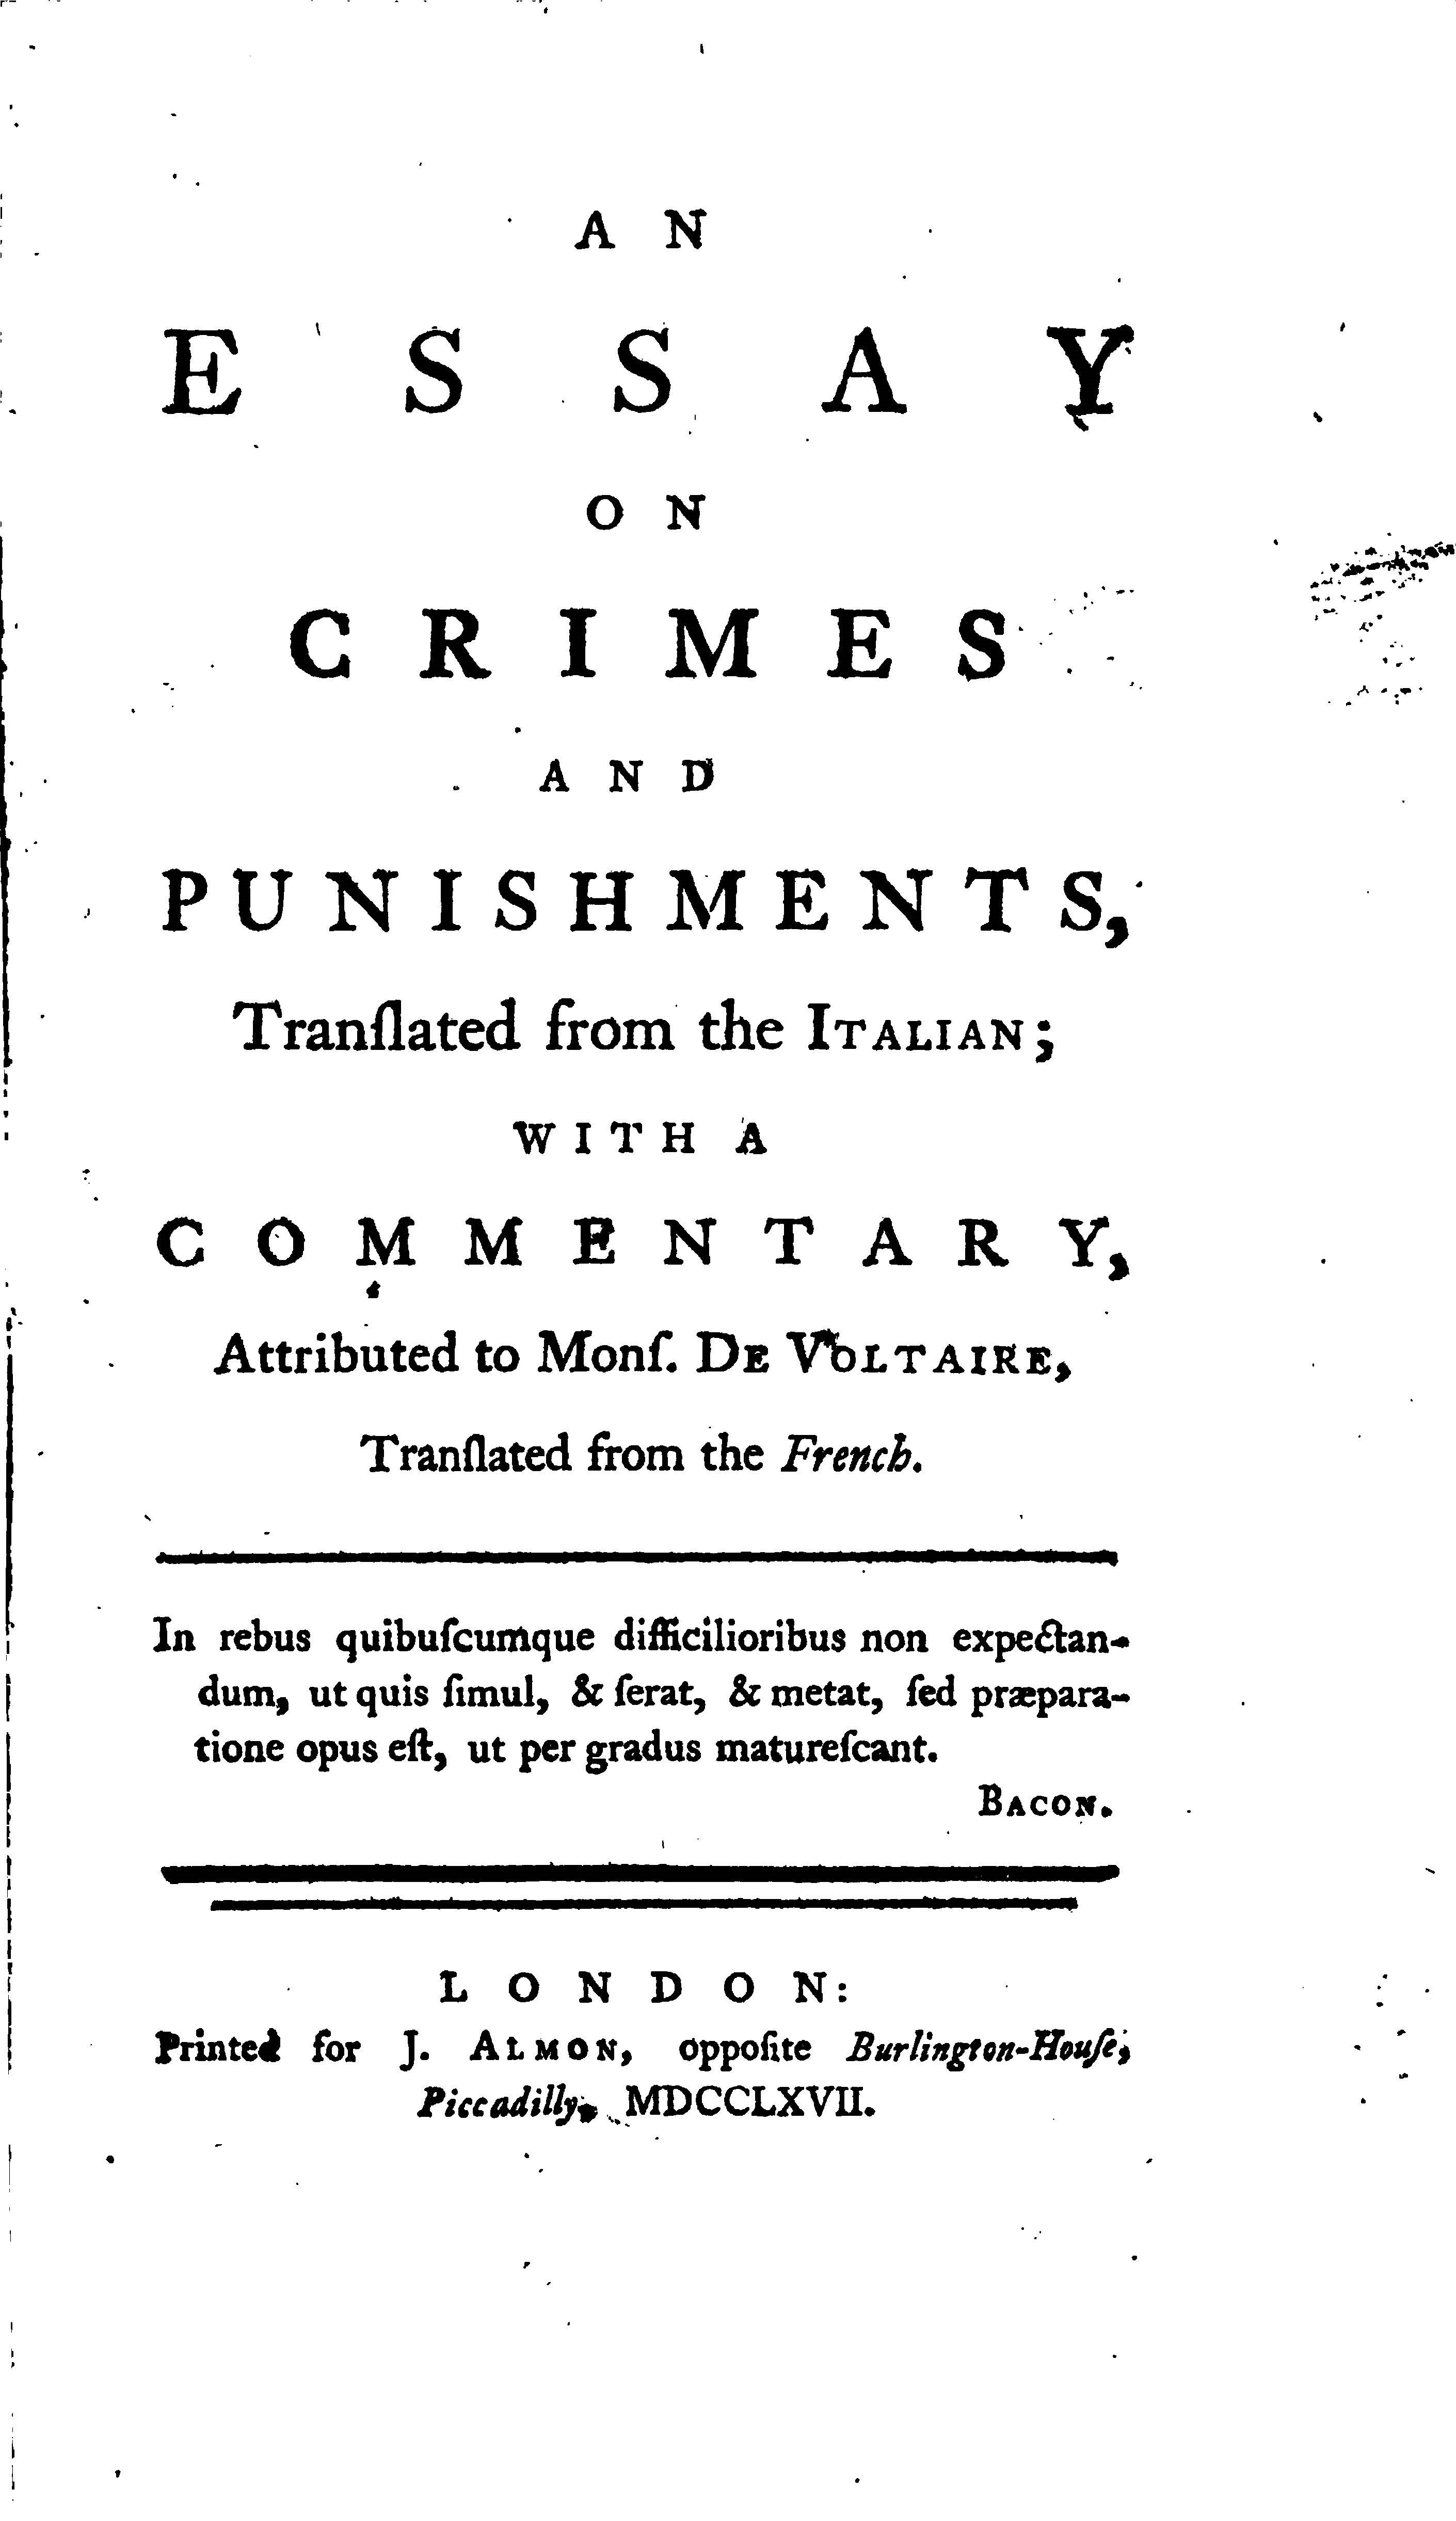 AN
ESSAY
ON
CRIMES
AND
PUNISHMENTS,
Tranſlated from the ITALIAN;
WITH A
COMMENTARY,
Attributed to Monſ. DE VOLTAIRE,
Tranſlated from the French.
In rebus quibuſcumque difficilioribus non expectan-
dum, ut quis ſimul, & ſerat, & metat, ſed præpara-
tione opus eſt, ut per gradus matureſcant.
BACON.
LONDON:
Printed for J. ALMON, oppoſite Burlington-Houſe,
Piccadilly, MDCCLXVII.